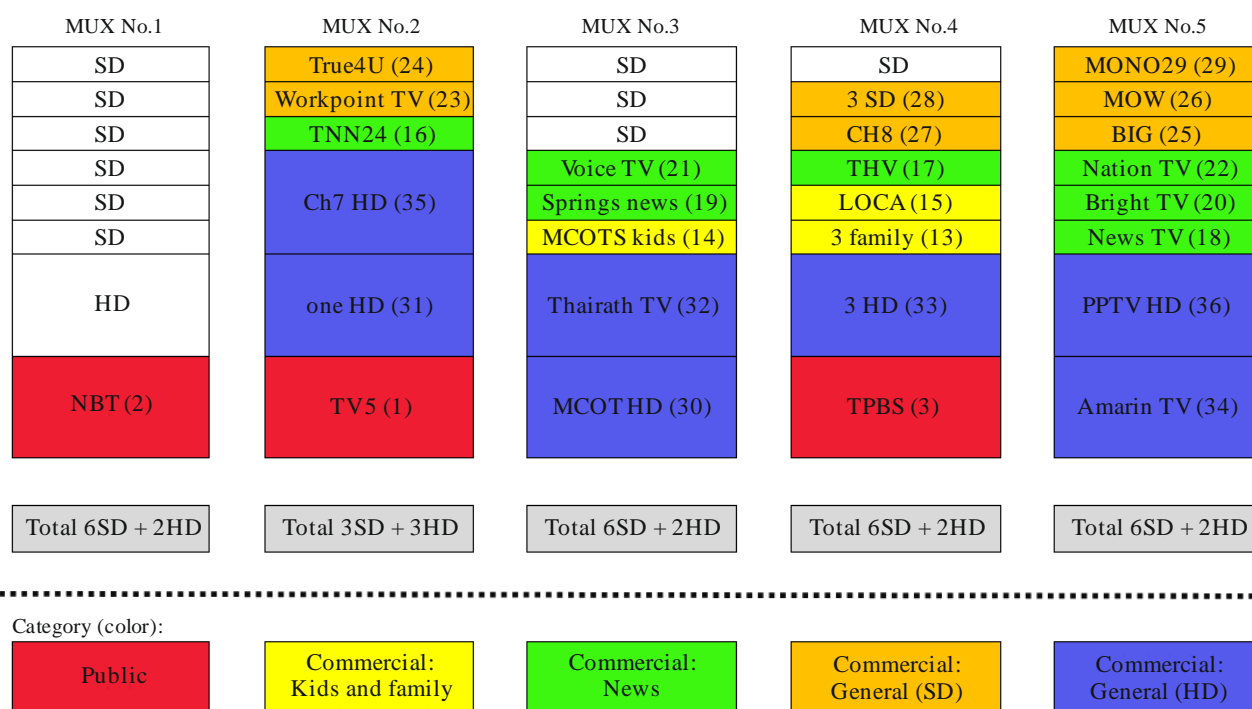 MUX No.1
MUX No.2
MUX No.3
MUX No.4
MUX No.5
SD
True4U (24)
SD
SD
MONO29 (29)
SD
Workpoint TV (23)
SD
3 SD (28)
MOW (26)
SD
TNN24 (16)
SD
CH8 (27)
BIG (25)
SD
Voice TV (21)
THV (17)
Nation TV (22)
SD
Ch7 HD (35)
Springs news (19)
LOCA (15)
Bright TV (20)
SD
MCOTS kids (14)
3 family (13)
News TV (18)
HD
one HD (31)
Thairath TV (32)
3 HD (33)
PPTV HD (36)
NBT (2)
TV5 (1)
MCOT HD (30)
TPBS (3)
Amarin TV (34)
Total 6SD + 2HD
Total 3SD + 3HD
Total 6SD + 2HD
Total 6SD + 2HD
Total 6SD + 2HD
Category (color):
Public
Commercial:
Kids and family
Commercial:
News
Commercial:
General (SD)
Commercial:
General (HD)